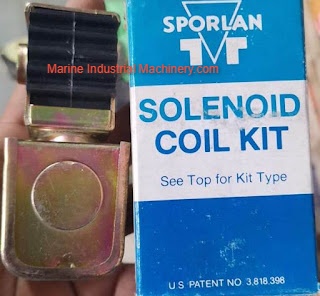 SPORLAN
Marine Industrial Machinery.com
SOLENOID
COIL KIT
See Top for Kit Type
U S PATENT NO 3,818,398